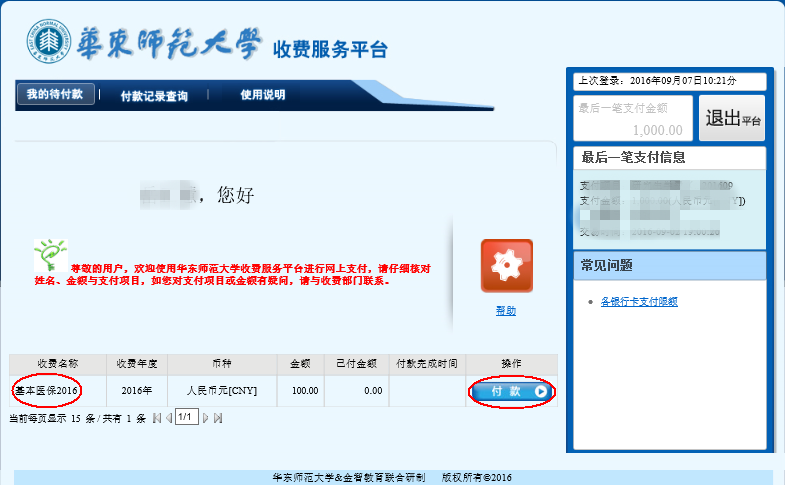 EAST CHINA NORMAL UNIVERSITY
華東師範大學 收费服务平台
我的待付款 | 付款记录查询 | 使用说明
，您好
尊敬的用户，欢迎使用华东师范大学收费服务平台进行网上支付，请仔细核对
姓名、金额与支付项目，如您对支付项目或金额有疑问，请与收费部门联系。
帮助
收费名称 收费年度 币种 金额 已付金额 付款完成时间 操作
基本医保2016 2016年 人民币元[CNY] 100.00 0.00 付 款
当前每页显示 15 条/共有 1 条 1/1
上次登录：2016年09月07日10:21分
最后一笔支付金额
1,000.00
退出平台
最后一笔支付信息
支付
支付金额
常见问题
各银行卡支付限额
华东师范大学&金智教育联合研制 版权所有©2016